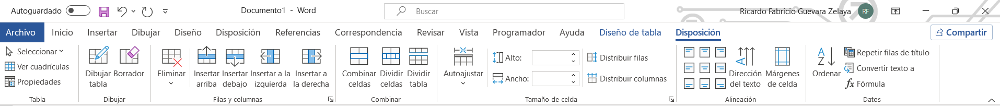 Autoguardado
Documento1 - Word
Buscar
Ricardo Fabricio Guevara Zelaya
RF
Archivo Inicio Insertar Dibujar Diseño Disposición Referencias Correspondencia Revisar Vista Programador Ayuda Diseño de tabla Disposición Compartir
Seleccionar
Ver cuadrículas
Propiedades
Tabla
Dibujar
tabla
Borrador
Dibujar
Eliminar
Insertar
arriba
Insertar
debajo
Insertar a la
izquierda
Insertar a
la derecha
Filas y columnas
Combinar
celdas
Dividir
celdas
Dividir
tabla
Combinar
Autoajustar
Alto:
Ancho:
Distribuir filas
Distribuir columnas
Tamaño de celda
A
Dirección
del texto
Márgenes
de celda
Alineación
A
Z
Ordenar
Repetir filas de título
Convertir texto a
fx Fórmula
Datos